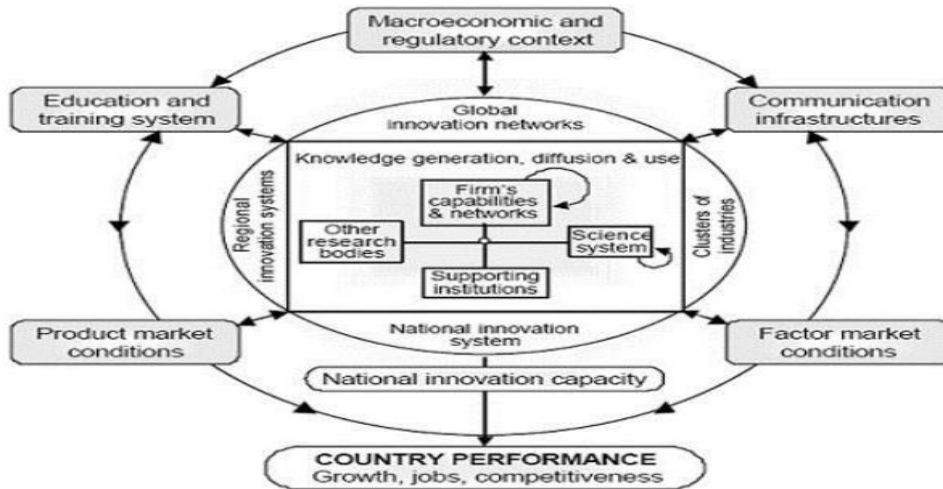 Macroeconomic and
regulatory context
Education and
training system
Communication
infrastructures
Global
innovation networks
Knowledge generation, diffusion & use
Regional
innovation systems
Clusters of
industries
Firm's
capabilities
& networks
Other
research
bodies
Science
system
Supporting
institutions
Product market
conditions
Factor market
conditions
National innovation
system
National innovation capacity
COUNTRY PERFORMANCE
Growth, jobs, competitiveness